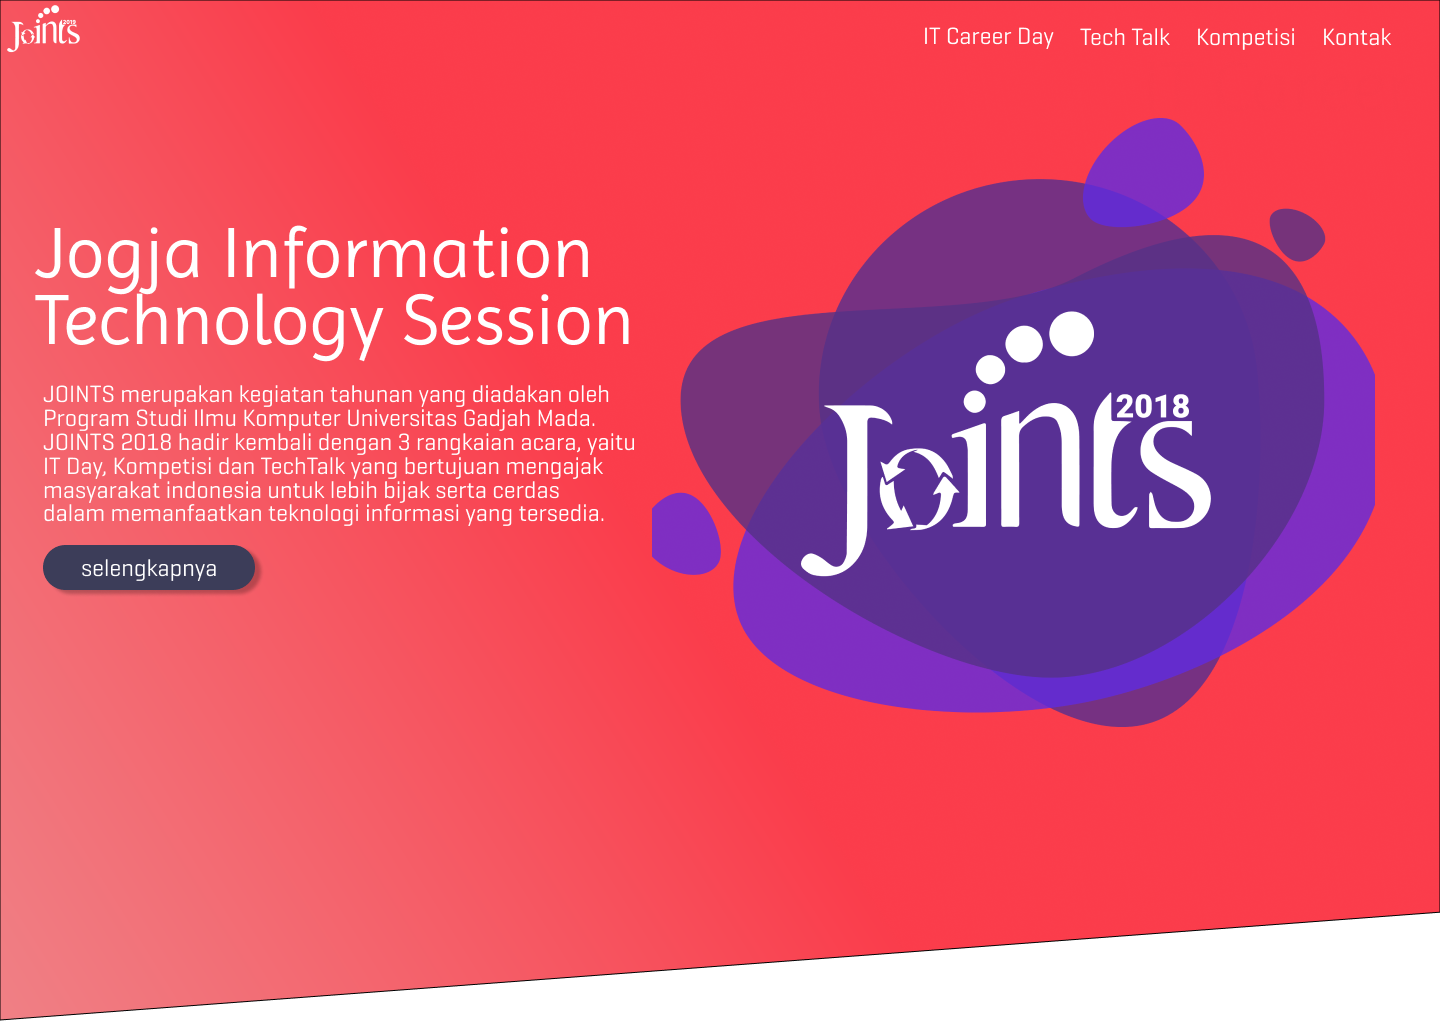 Joints 2018
IT Career Day
Tech Talk
Kompetisi
Kontak
Jogja Information
Technology Session
JOINTS merupakan kegiatan tahunan yang diadakan oleh
Program Studi Ilmu Komputer Universitas Gadjah Mada.
JOINTS 2018 hadir kembali dengan 3 rangkaian acara, yaitu
IT Day, Kompetisi dan TechTalk yang bertujuan mengajak
masyarakat indonesia untuk lebih bijak serta cerdas
dalam memanfaatkan teknologi informasi yang tersedia.
selengkapnya
Joints 2018